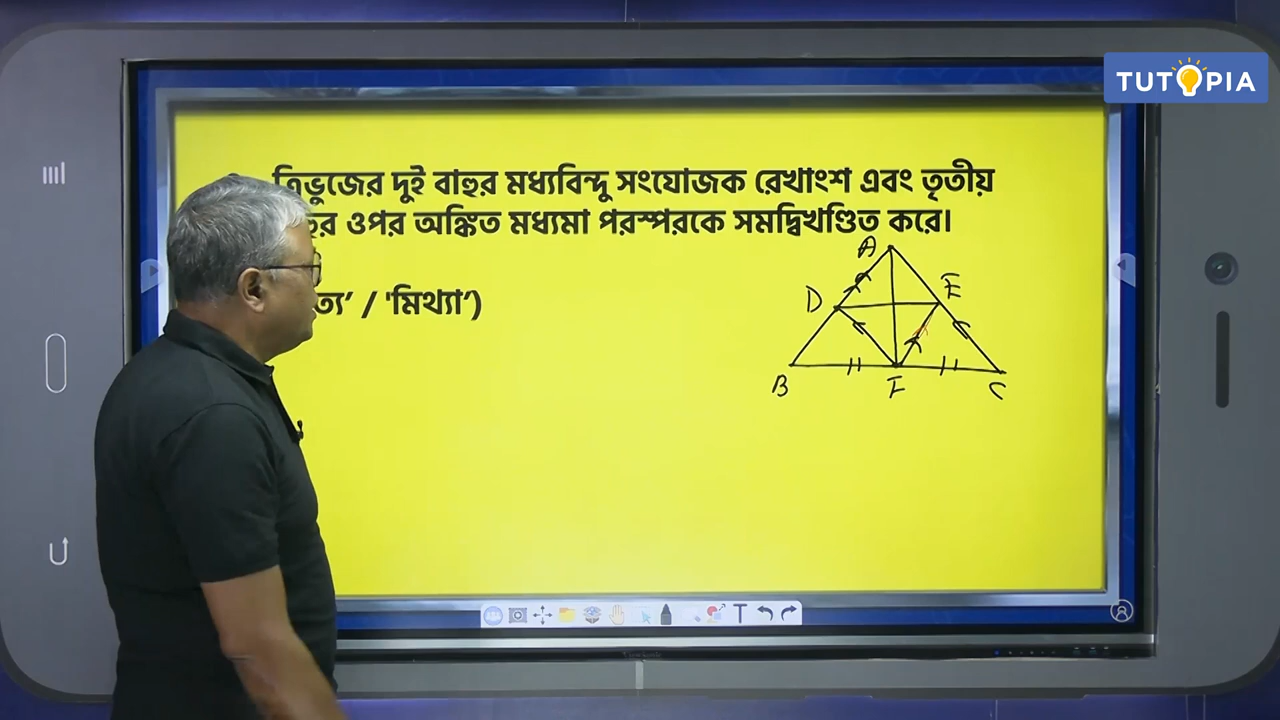 TUTOPIA
ত্রিভুজের দুই বাহুর মধ্যবিন্দু সংযোজক রেখাংশ এবং তৃতীয়
ওপর অঙ্কিত মধ্যমা পরস্পরকে সমদ্বিখণ্ডিত করে।
/ 'মিথ্যা’)
A
D E
B F C
T